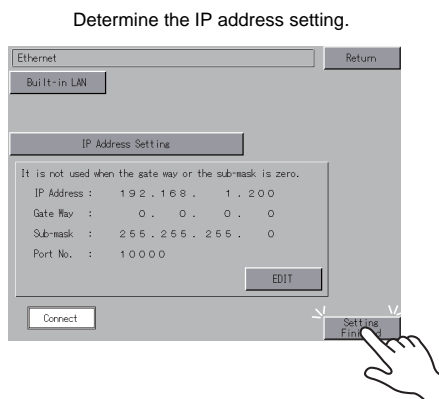 Determine the IP address setting.
Ethernet
Return
Built-in LAN
IP Address Setting
It is not used when the gate way or the sub-mask is zero.
IP Address : 192.168. 1.200
Gate Way : 0. 0. 0. 0
Sub-mask : 255.255.255. 0
Port No. : 10000
EDIT
Connect
Setting